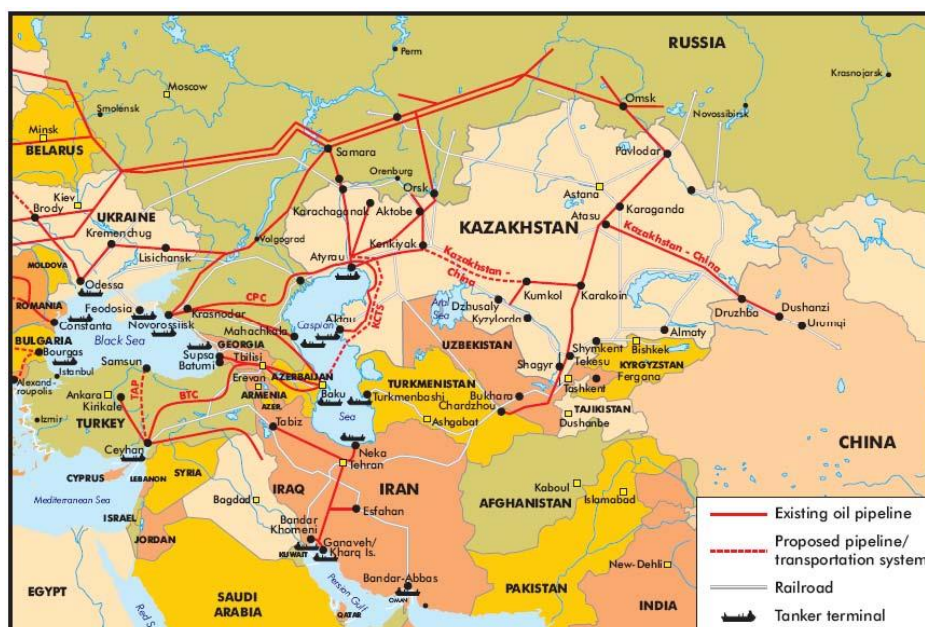 RUSSIA
Perm
Krasnojarsk
Moscow
Omsk
Smolensk
Novossibirsk
Minsk
BELARUS
Samara
Pavlodar
Orenburg
Orsk
Astana
Kiev
Brody
UKRAINE
Karachaganak
Aktobe
Karaganda
Atasu
Kremenchug
Volgograd
KAZAKHSTAN
Lisichansk
Kenkiyak
Atyrau
Kazakhstan - China
Kazakhstan - China
MOLDOVA
Odessa
CPC
KCTS
Kumkol
Karakoin
Dushanzi
ROMANIA
Feodosia
Krasnodar
Aral Sea
Dzhusaly
Druzhba
Urumqi
Constanta
Novorossiisk
Aktau
Kyzylorda
Makhachkala
Caspian
Almaty
BULGARIA
Black Sea
GEORGIA
UZBEKISTAN
Shymkent
Bishkek
Bourgas
Supsa
Tbilisi
Tekesu
KYRGYZSTAN
Istanbul
Samsun
Batumi
Shagyr
Fergana
Alexand-
roupolis
Erevan
AZERBAIJAN
TURKMENISTAN
Tashkent
Ankara
ARMENIA
Baku
Turkmenbashi
Bukhara
Kirikale
TAP
BTC
AZER.
Chardzhou
TAJIKISTAN
Izmir
TURKEY
Sea
Ashgabat
Dushanbe
Tabiz
CHINA
Ceyhan
Neka
Tehran
SYRIA
CYPRUS
LEBANON
IRAQ
IRAN
Kaboul
Islamabad
Mediterranean Sea
Bagdad
AFGHANISTAN
Esfahan
ISRAEL
Bandar
Khomeni
JORDAN
KUWAIT
Ganaveh/
Kharq Is.
New-Delhi
EGYPT
Bandar-Abbas
SAUDI
ARABIA
Persian Gulf
OMAN
PAKISTAN
INDIA
Red S
QATAR
Existing oil pipeline
Proposed pipeline/
transportation system
Railroad
Tanker terminal